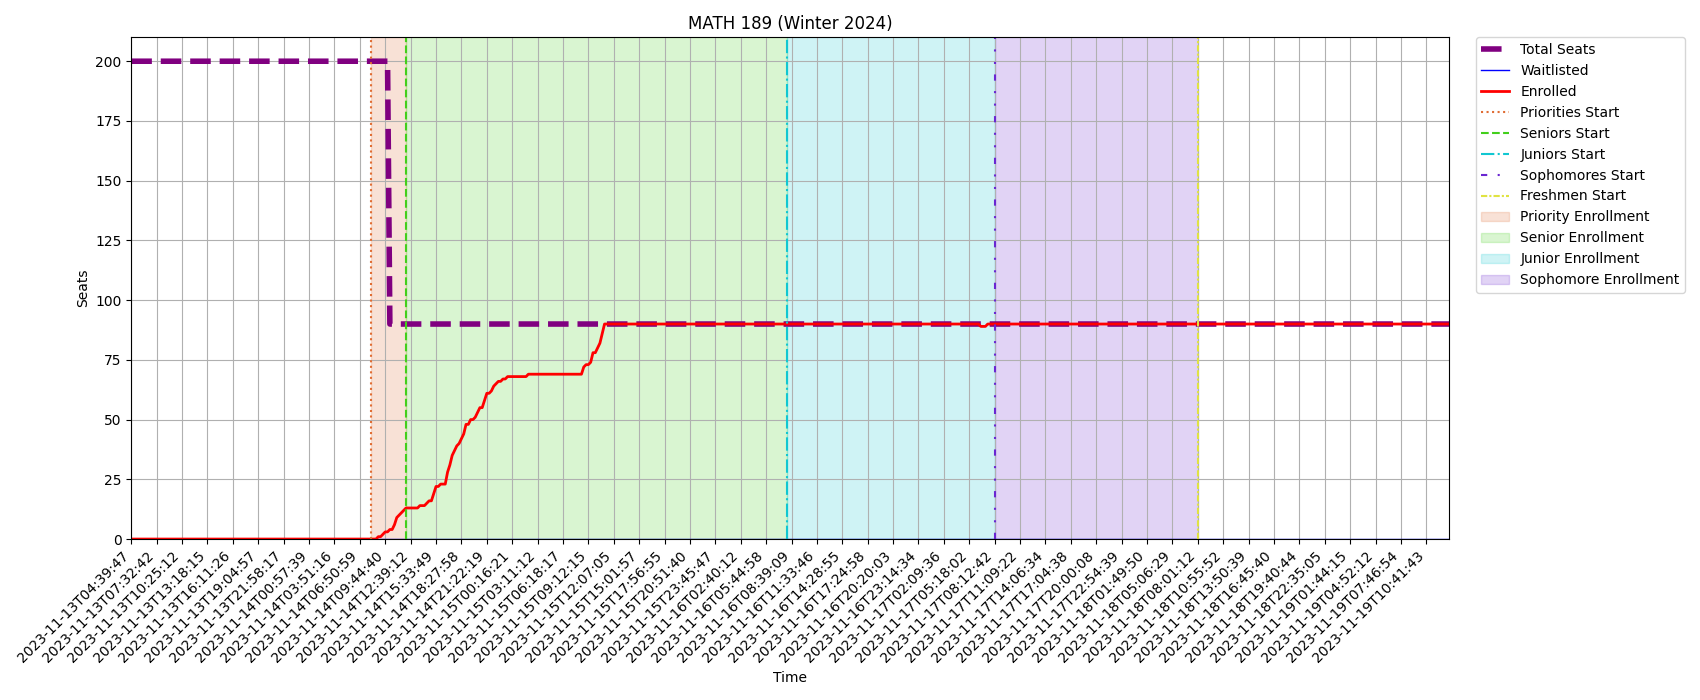 MATH 189 (Winter 2024)
Seats
200
175
150
125
100
75
50
25
0
2023-11-13T04:39:47
2023-11-13T07:32:42
2023-11-13T10:25:12
2023-11-13T13:18:15
2023-11-13T16:11:26
2023-11-13T19:04:57
2023-11-13T21:58:17
2023-11-14T00:57:39
2023-11-14T03:51:16
2023-11-14T06:50:59
2023-11-14T09:44:40
2023-11-14T12:39:12
2023-11-14T15:33:49
2023-11-14T18:27:58
2023-11-14T21:22:19
2023-11-15T00:16:21
2023-11-15T03:11:12
2023-11-15T06:18:17
2023-11-15T09:12:15
2023-11-15T12:07:05
2023-11-15T15:01:57
2023-11-15T17:56:55
2023-11-15T20:51:40
2023-11-15T23:45:47
2023-11-16T02:40:12
2023-11-16T05:44:58
2023-11-16T08:39:09
2023-11-16T11:33:46
2023-11-16T14:28:55
2023-11-16T17:24:58
2023-11-16T20:20:03
2023-11-16T23:14:34
2023-11-17T02:09:36
2023-11-17T05:18:02
2023-11-17T08:12:42
2023-11-17T11:09:22
2023-11-17T14:06:34
2023-11-17T17:04:38
2023-11-17T20:00:08
2023-11-17T22:54:39
2023-11-18T01:49:50
2023-11-18T05:06:29
2023-11-18T08:01:12
2023-11-18T10:55:52
2023-11-18T13:50:39
2023-11-18T16:45:40
2023-11-18T19:40:44
2023-11-18T22:35:05
2023-11-19T01:44:15
2023-11-19T04:52:12
2023-11-19T07:46:54
2023-11-19T10:41:43
Time
Total Seats
Waitlisted
Enrolled
Priorities Start
Seniors Start
Juniors Start
Sophomores Start
Freshmen Start
Priority Enrollment
Senior Enrollment
Junior Enrollment
Sophomore Enrollment